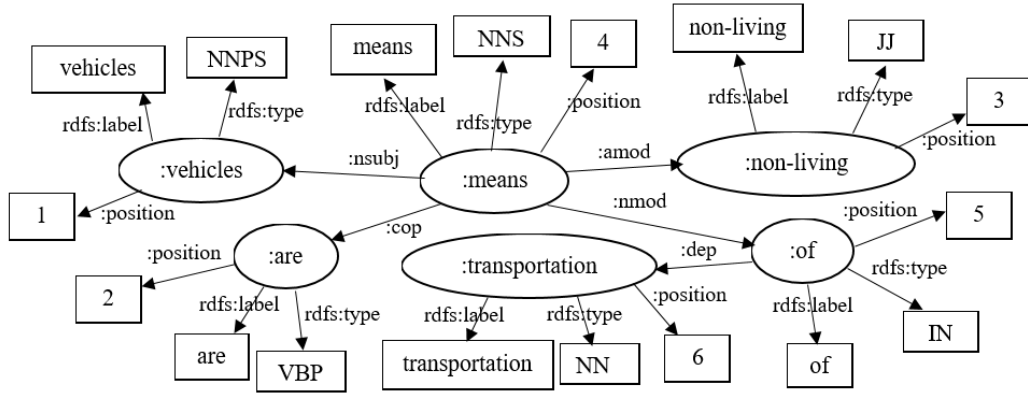 vehicles
NNPS
means
NNS
4
non-living
JJ
3
rdfs:label
rdfs:type
rdfs:label
rdfs:type
:position
rdfs:label
rdfs:type
:position
:vehicles
:nsubj
:means
:amod
:non-living
1
:position
:cop
:nmod
:position
5
:position
:are
:transportation
:dep
:of
2
rdfs:label
rdfs:type
rdfs:label
rdfs:type
:position
rdfs:label
rdfs:type
are
VBP
transportation
NN
6
of
IN